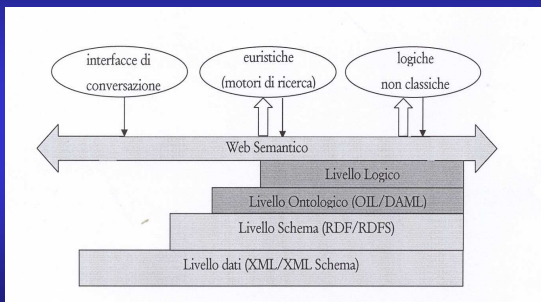 interfacce di
conversazione
euristiche
(motori di ricerca)
logiche
non classiche
Web Semantico
Livello Logico
Livello Ontologico (OIL/DAML)
Livello Schema (RDF/RDFS)
Livello dati (XML/XML Schema)